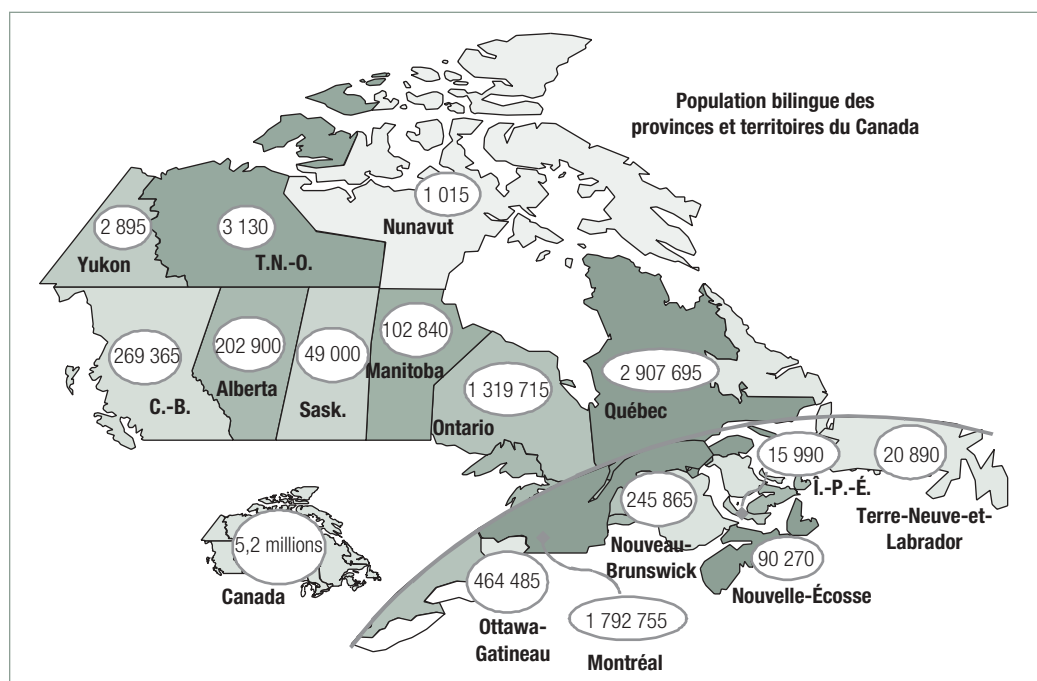 Population bilingue des
provinces et territoires du Canada
1 015
Nunavut
2 895
Yukon
3 130
T.N.-O.
269 365
C.-B.
202 900
Alberta
49 000
Sask.
102 840
Manitoba
1 319 715
Ontario
2 907 695
Québec
15 990
Î.-P.-É.
20 890
Terre-Neuve-et-
Labrador
245 865
Nouveau-
Brunswick
90 270
Nouvelle-Écosse
5,2 millions
Canada
464 485
Ottawa-
Gatineau
1 792 755
Montréal